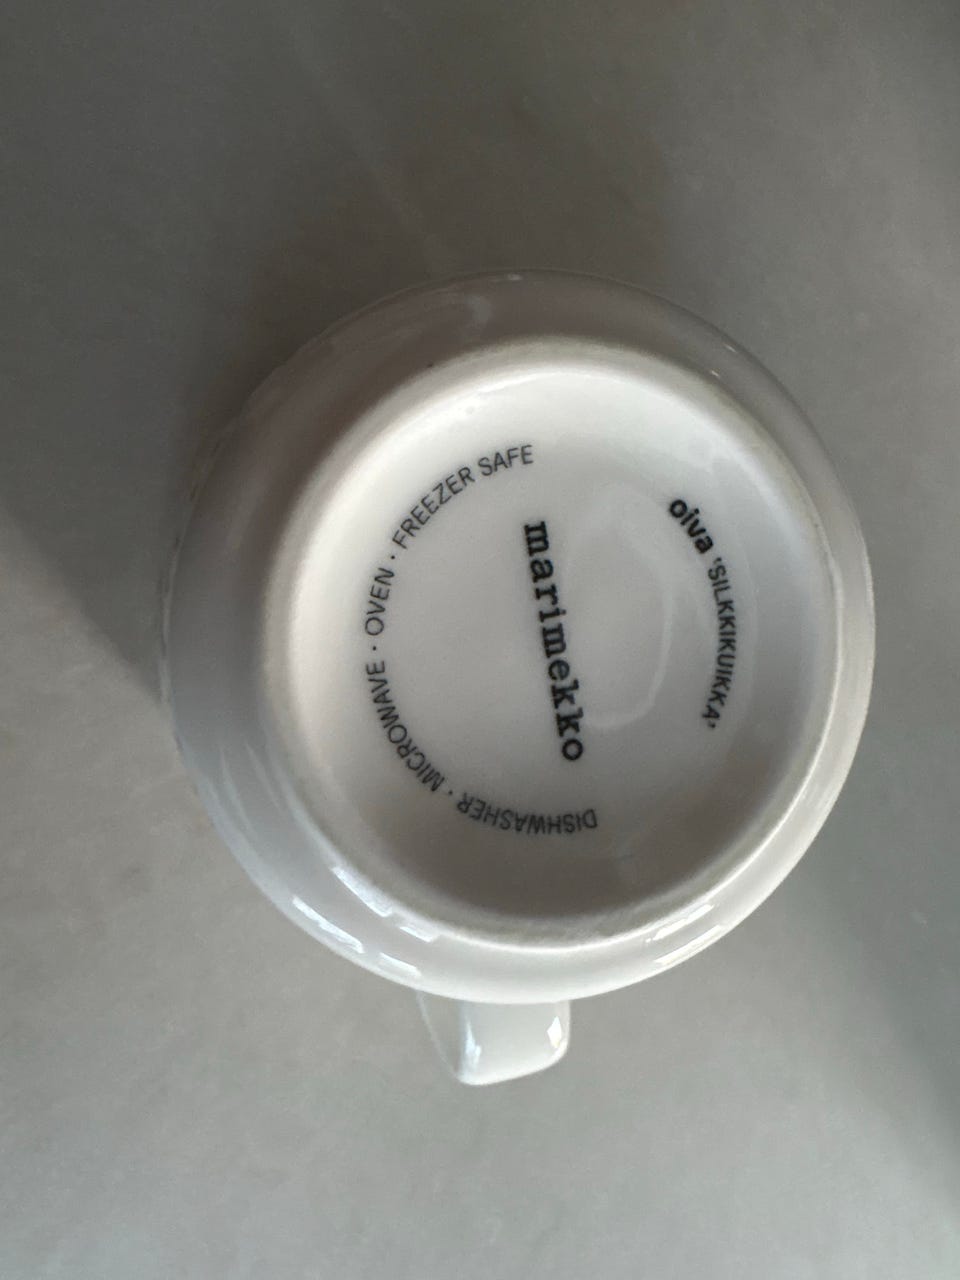 oiva 'SILKKIKUIKKA'
marimekko
DISHWASHER · MICROWAVE · OVEN · FREEZER SAFE